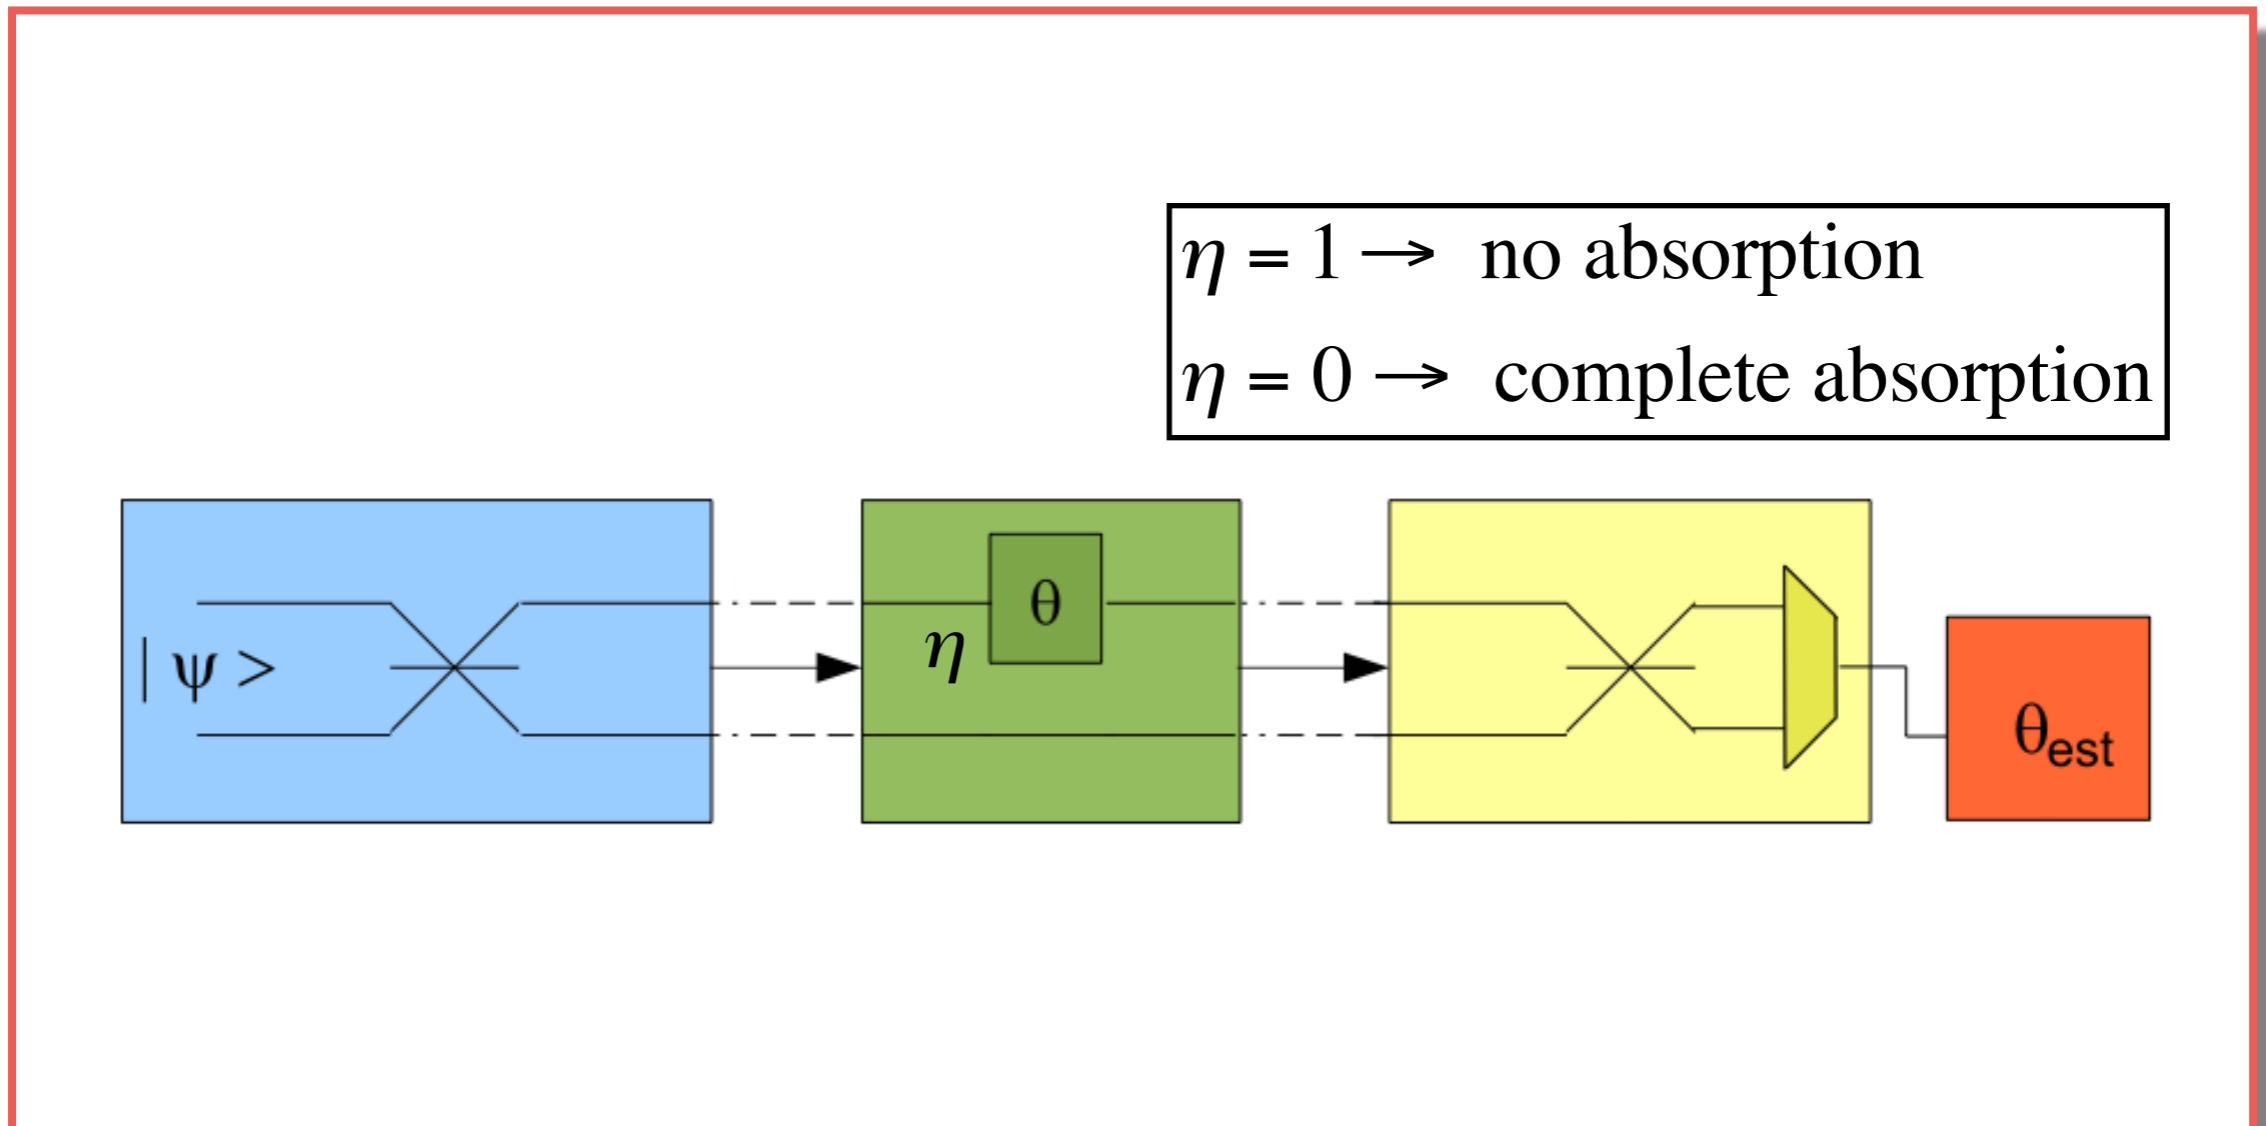 η = 1 → no absorption
η = 0 → complete absorption
| ψ >
η
θ
θest